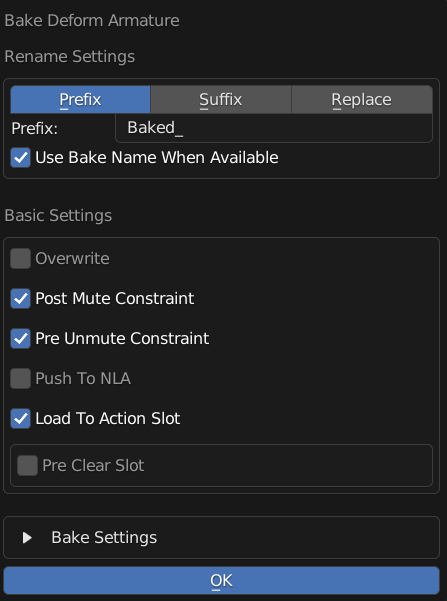 Bake Deform Armature
Rename Settings
Prefix Suffix Replace
Prefix: Baked_
Use Bake Name When Available
Basic Settings
Overwrite
Post Mute Constraint
Pre Unmute Constraint
Push To NLA
Load To Action Slot
Pre Clear Slot
Bake Settings
OK